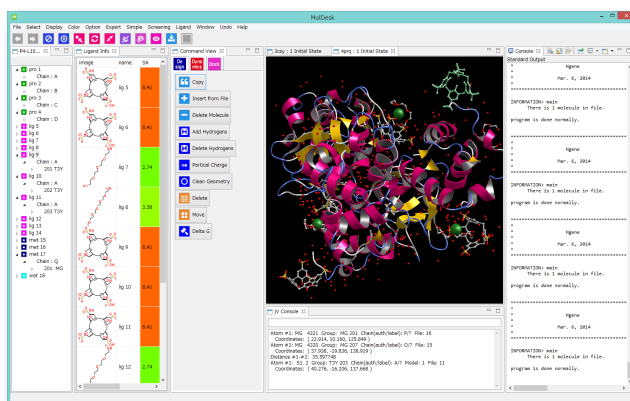 MolDesk
File Select Display Color Option Expert Simple Screening Ligand Window Undo Help
P4-L10...
pro 1
Chain : A
pro 2
Chain : B
pro 3
Chain : C
pro 4
Chain : D
lig 5
lig 6
lig 7
lig 8
lig 9
Chain : A
201 T3Y
lig 10
Chain : A
202 T3Y
lig 11
Chain : A
203 T3Y
lig 12
lig 13
lig 14
met 15
met 16
met 17
Chain : Q
201 MG
wat 18
Ligand Info
image name SA
lig 5 8.41
lig 6 8.41
lig 7 2.74
lig 8 3.58
lig 9 8.41
lig 10 8.41
lig 11 8.41
lig 12 2.74
Command View
De sign
Dyna mics
Dock
Copy
Insert from File
Delete Molecule
Add Hydrogens
Delete Hydrogens
Partical Charge
Clean Geometry
Delete
Move
Delta G
3cay : 1 Initial State
4prq : 1 Initial State
jV Console
Atom #1: MG 4321 Group: MG 201 Chain(auth/label): P/? File: 16
Coordinates: [ 23.914, 10.160, 125.849 )
Atom #2: MG 4320 Group: MG 207 Chain(auth/label): O/? File: 15
Coordinates: [ 37.938, -19.836, 138.919 )
Distance #1-#2: 35.597748
Atom #1: S1 2 Group: T3Y 203 Chain(auth/label): A/? Model: 1 File: 11
Coordinates: [ 40.276, -16.206, 137.668 )
Console
Standard Output
* Hgene
* Mar. 6, 2014
INFORMATION> main
There is 1 molecule in file.
program is done normally.
* Hgene
* Mar. 6, 2014
INFORMATION> main
There is 1 molecule in file.
program is done normally.
* Hgene
* Mar. 6, 2014
INFORMATION> main
There is 1 molecule in file.
program is done normally.
* Hgene
* Mar. 6, 2014
INFORMATION> main
There is 1 molecule in file.
program is done normally.